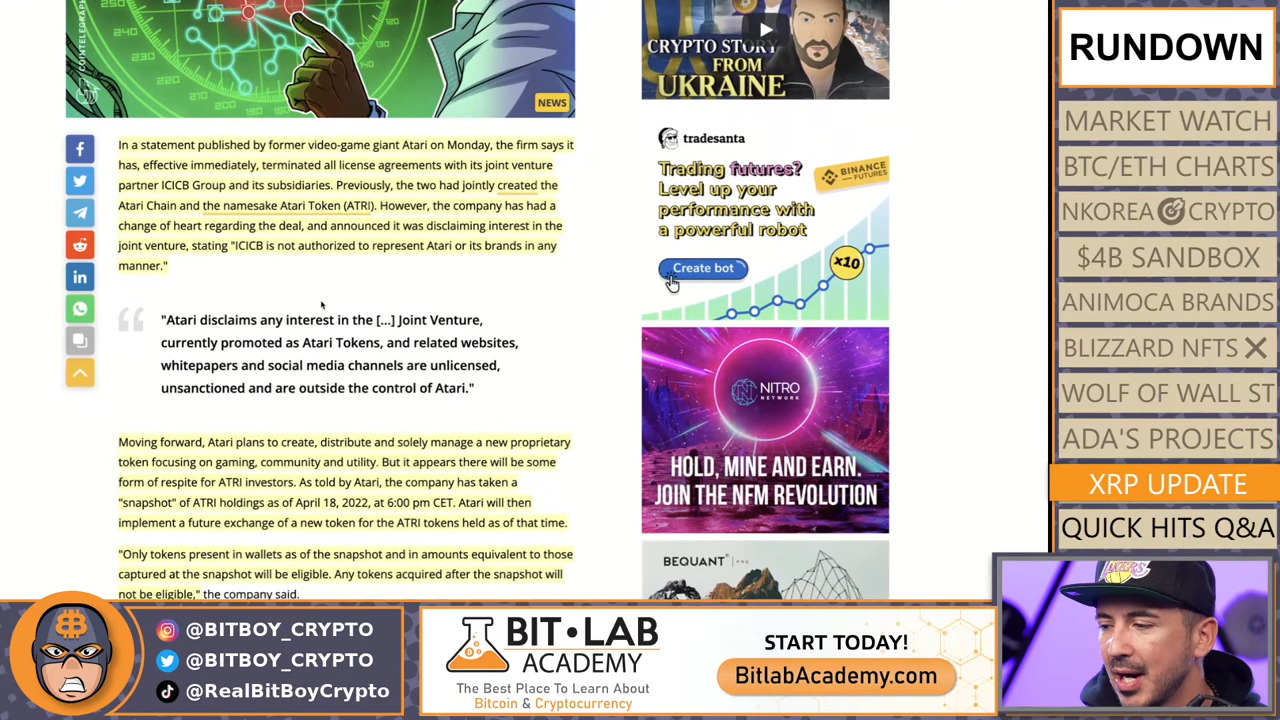 COINTELEGRAPH
240
250
NEWS
In a statement published by former video-game giant Atari on Monday, the firm says it
has, effective immediately, terminated all license agreements with its joint venture
partner ICICB Group and its subsidiaries. Previously, the two had jointly created the
Atari Chain and the namesake Atari Token (ATRI). However, the company has had a
change of heart regarding the deal, and announced it was disclaiming interest in the
joint venture, stating "ICICB is not authorized to represent Atari or its brands in any
manner."
"Atari disclaims any interest in the [...] Joint Venture,
currently promoted as Atari Tokens, and related websites,
whitepapers and social media channels are unlicensed,
unsanctioned and are outside the control of Atari."
Moving forward, Atari plans to create, distribute and solely manage a new proprietary
token focusing on gaming, community and utility. But it appears there will be some
form of respite for ATRI investors. As told by Atari, the company has taken a
"snapshot" of ATRI holdings as of April 18, 2022, at 6:00 pm CET. Atari will then
implement a future exchange of a new token for the ATRI tokens held as of that time.
"Only tokens present in wallets as of the snapshot and in amounts equivalent to those
captured at the snapshot will be eligible. Any tokens acquired after the snapshot will
not be eligible," the company said.
CRYPTO STORY
FROM
UKRAINE
tradesanta
Trading futures?
Level up your
performance with
a powerful robot
BINANCE
FUTURES
Create bot
x10
NITRO
NETWORK
HOLD, MINE AND EARN.
JOIN THE NFM REVOLUTION
BEQUANT PRO
RUNDOWN
MARKET WATCH
BTC/ETH CHARTS
NKOREA CRYPTO
$4B SANDBOX
ANIMOCA BRANDS
BLIZZARD NFTS
WOLF OF WALL ST
ADA'S PROJECTS
XRP UPDATE
QUICK HITS Q&A
LAKERS
@BITBOY_CRYPTO
@BITBOY_CRYPTO
@RealBitBoyCrypto
BIT•LAB
ACADEMY
The Best Place To Learn About
Bitcoin & Cryptocurrency
START TODAY!
BitlabAcademy.com